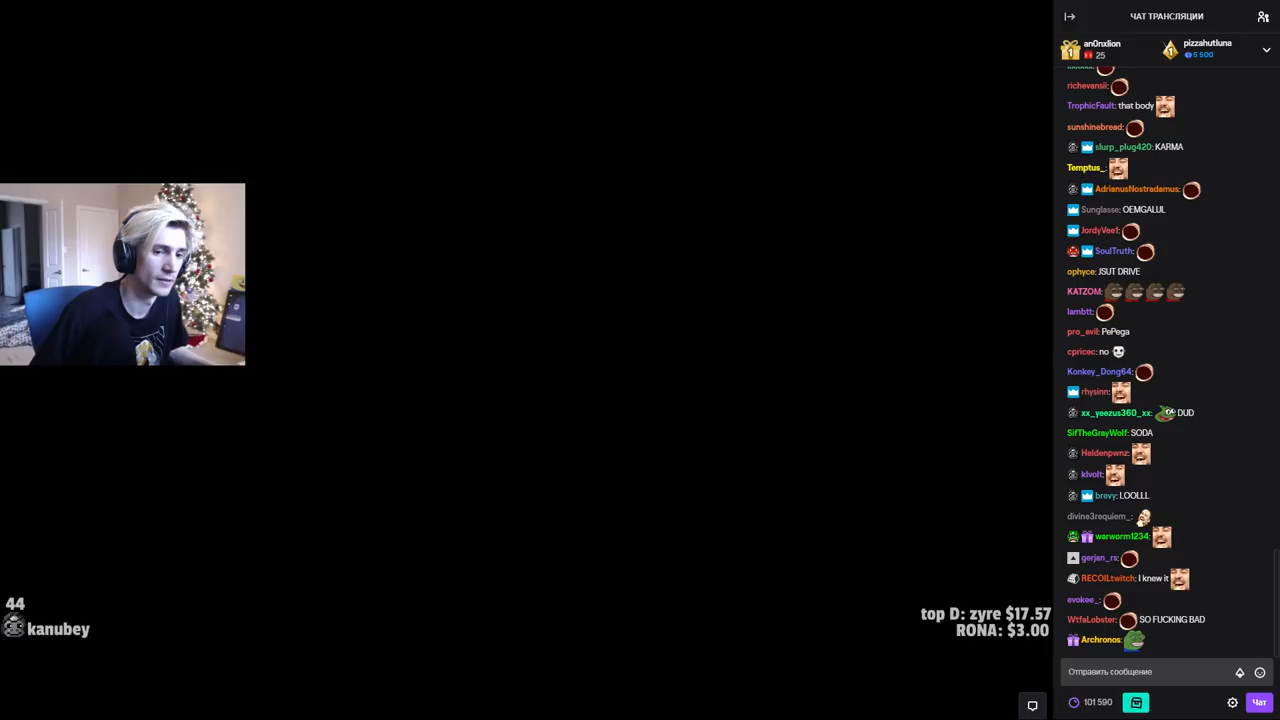 ЧАТ ТРАНСЛЯЦИИ
an0nxlion
25
pizzahutluna
5 500
richevansii:
TrophicFault: that body
sunshinebread:
slurp_plug420: KARMA
Temptus_:
AdrianusNostradamus:
Sunglasse: OEMGALUL
JordyVee1:
SoulTruth:
ophyce: JSUT DRIVE
KATZOM:
lambtt:
pro_evil: PePega
cpricec: no
Konkey_Dong64:
rhysinn:
xx_yeezus360_xx: DUD
SifTheGrayWolf: SODA
Heldenpwnz:
klvolt:
brevy: LOOLLL
divine3requiem_:
warworm1234:
gerjan_rs:
RECOILtwitch: I knew it
evokee_:
WtfaLobster: SO FUCKING BAD
Archronos:
44
kanubey
top D: zyre $17.57
RONA: $3.00
Отправить сообщение
101 590
Чат